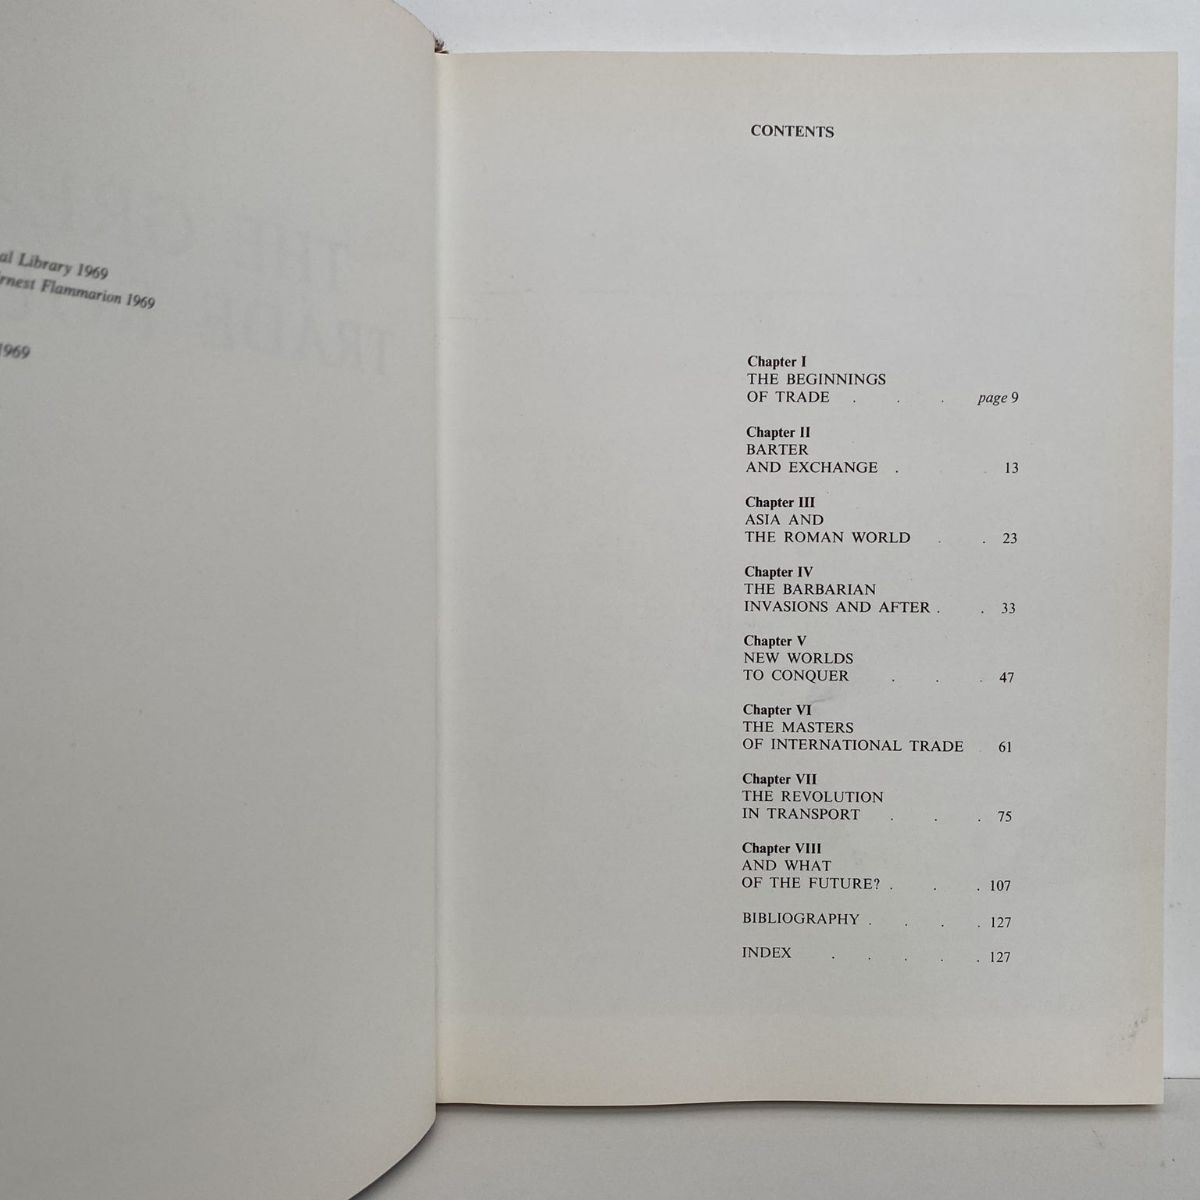 al Library 1969
rnest Flammarion 1969
1969
CONTENTS
Chapter I
THE BEGINNINGS
OF TRADE . . . page 9
Chapter II
BARTER
AND EXCHANGE . 13
Chapter III
ASIA AND
THE ROMAN WORLD . . 23
Chapter IV
THE BARBARIAN
INVASIONS AND AFTER . . 33
Chapter V
NEW WORLDS
TO CONQUER . . . 47
Chapter VI
THE MASTERS
OF INTERNATIONAL TRADE 61
Chapter VII
THE REVOLUTION
IN TRANSPORT . . . 75
Chapter VIII
AND WHAT
OF THE FUTURE? . . . 107
BIBLIOGRAPHY . . . . 127
INDEX . . . . . 127